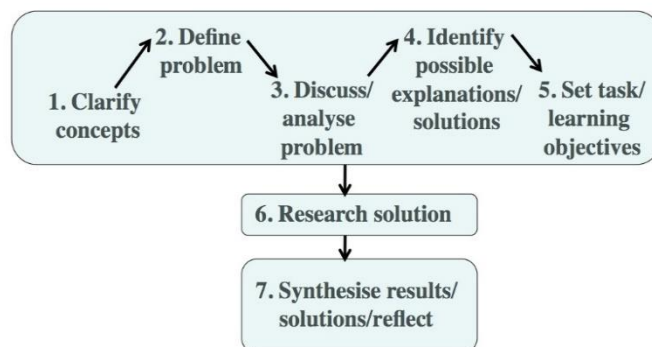 1. Clarify
concepts
2. Define
problem
3. Discuss/
analyse
problem
4. Identify
possible
explanations/
solutions
5. Set task/
learning
objectives
6. Research solution
7. Synthesise results/
solutions/reflect